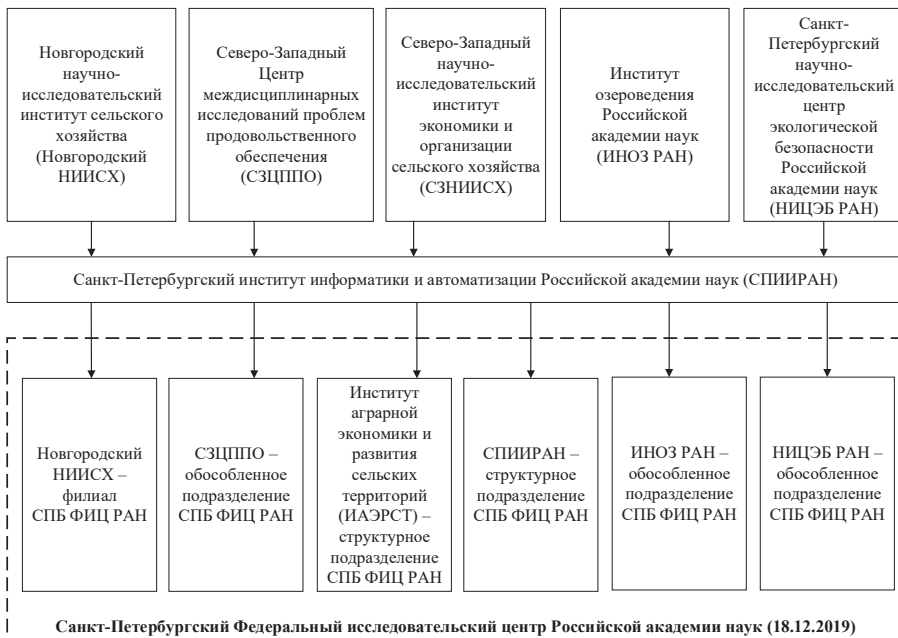 Новгородский
научно-
исследовательский
институт сельского
хозяйства
(Новгородский
НИИСХ)
Северо-Западный
Центр
междисциплинарных
исследований проблем
продовольственного
обеспечения
(СЗЦППО)
Северо-Западный
научно-
исследовательский
институт
экономики и
организации
сельского хозяйства
(СЗНИИСХ)
Институт
озероведения
Российской
академии наук
(ИНОЗ РАН)
Санкт-
Петербургский
научно-
исследовательский
центр
экологической
безопасности
Российской
академии наук
(НИЦЭБ РАН)
Санкт-Петербургский институт информатики и автоматизации Российской академии наук (СПИИРАН)
Новгородский
НИИСХ –
филиал
СПБ ФИЦ РАН
СЗЦППО –
обособленное
подразделение
СПБ ФИЦ РАН
Институт
аграрной
экономики и
развития
сельских
территорий
(ИАЭРСТ) –
структурное
подразделение
СПБ ФИЦ РАН
СПИИРАН –
структурное
подразделение
СПБ ФИЦ РАН
ИНОЗ РАН –
обособленное
подразделение
СПБ ФИЦ РАН
НИЦЭБ РАН –
обособленное
подразделение
СПБ ФИЦ РАН
Санкт-Петербургский Федеральный исследовательский центр Российской академии наук (18.12.2019)